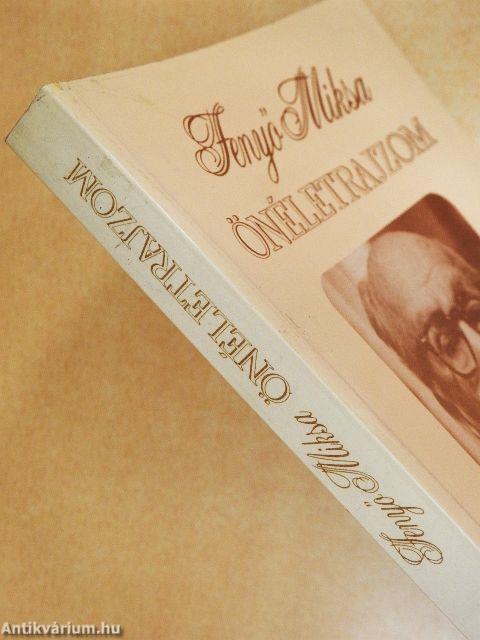 Fenyő Miksa
ÖNÉLETRAJZOM
Fenyő Miksa ÖNÉLETRAJZOM
Antikvárium.hu